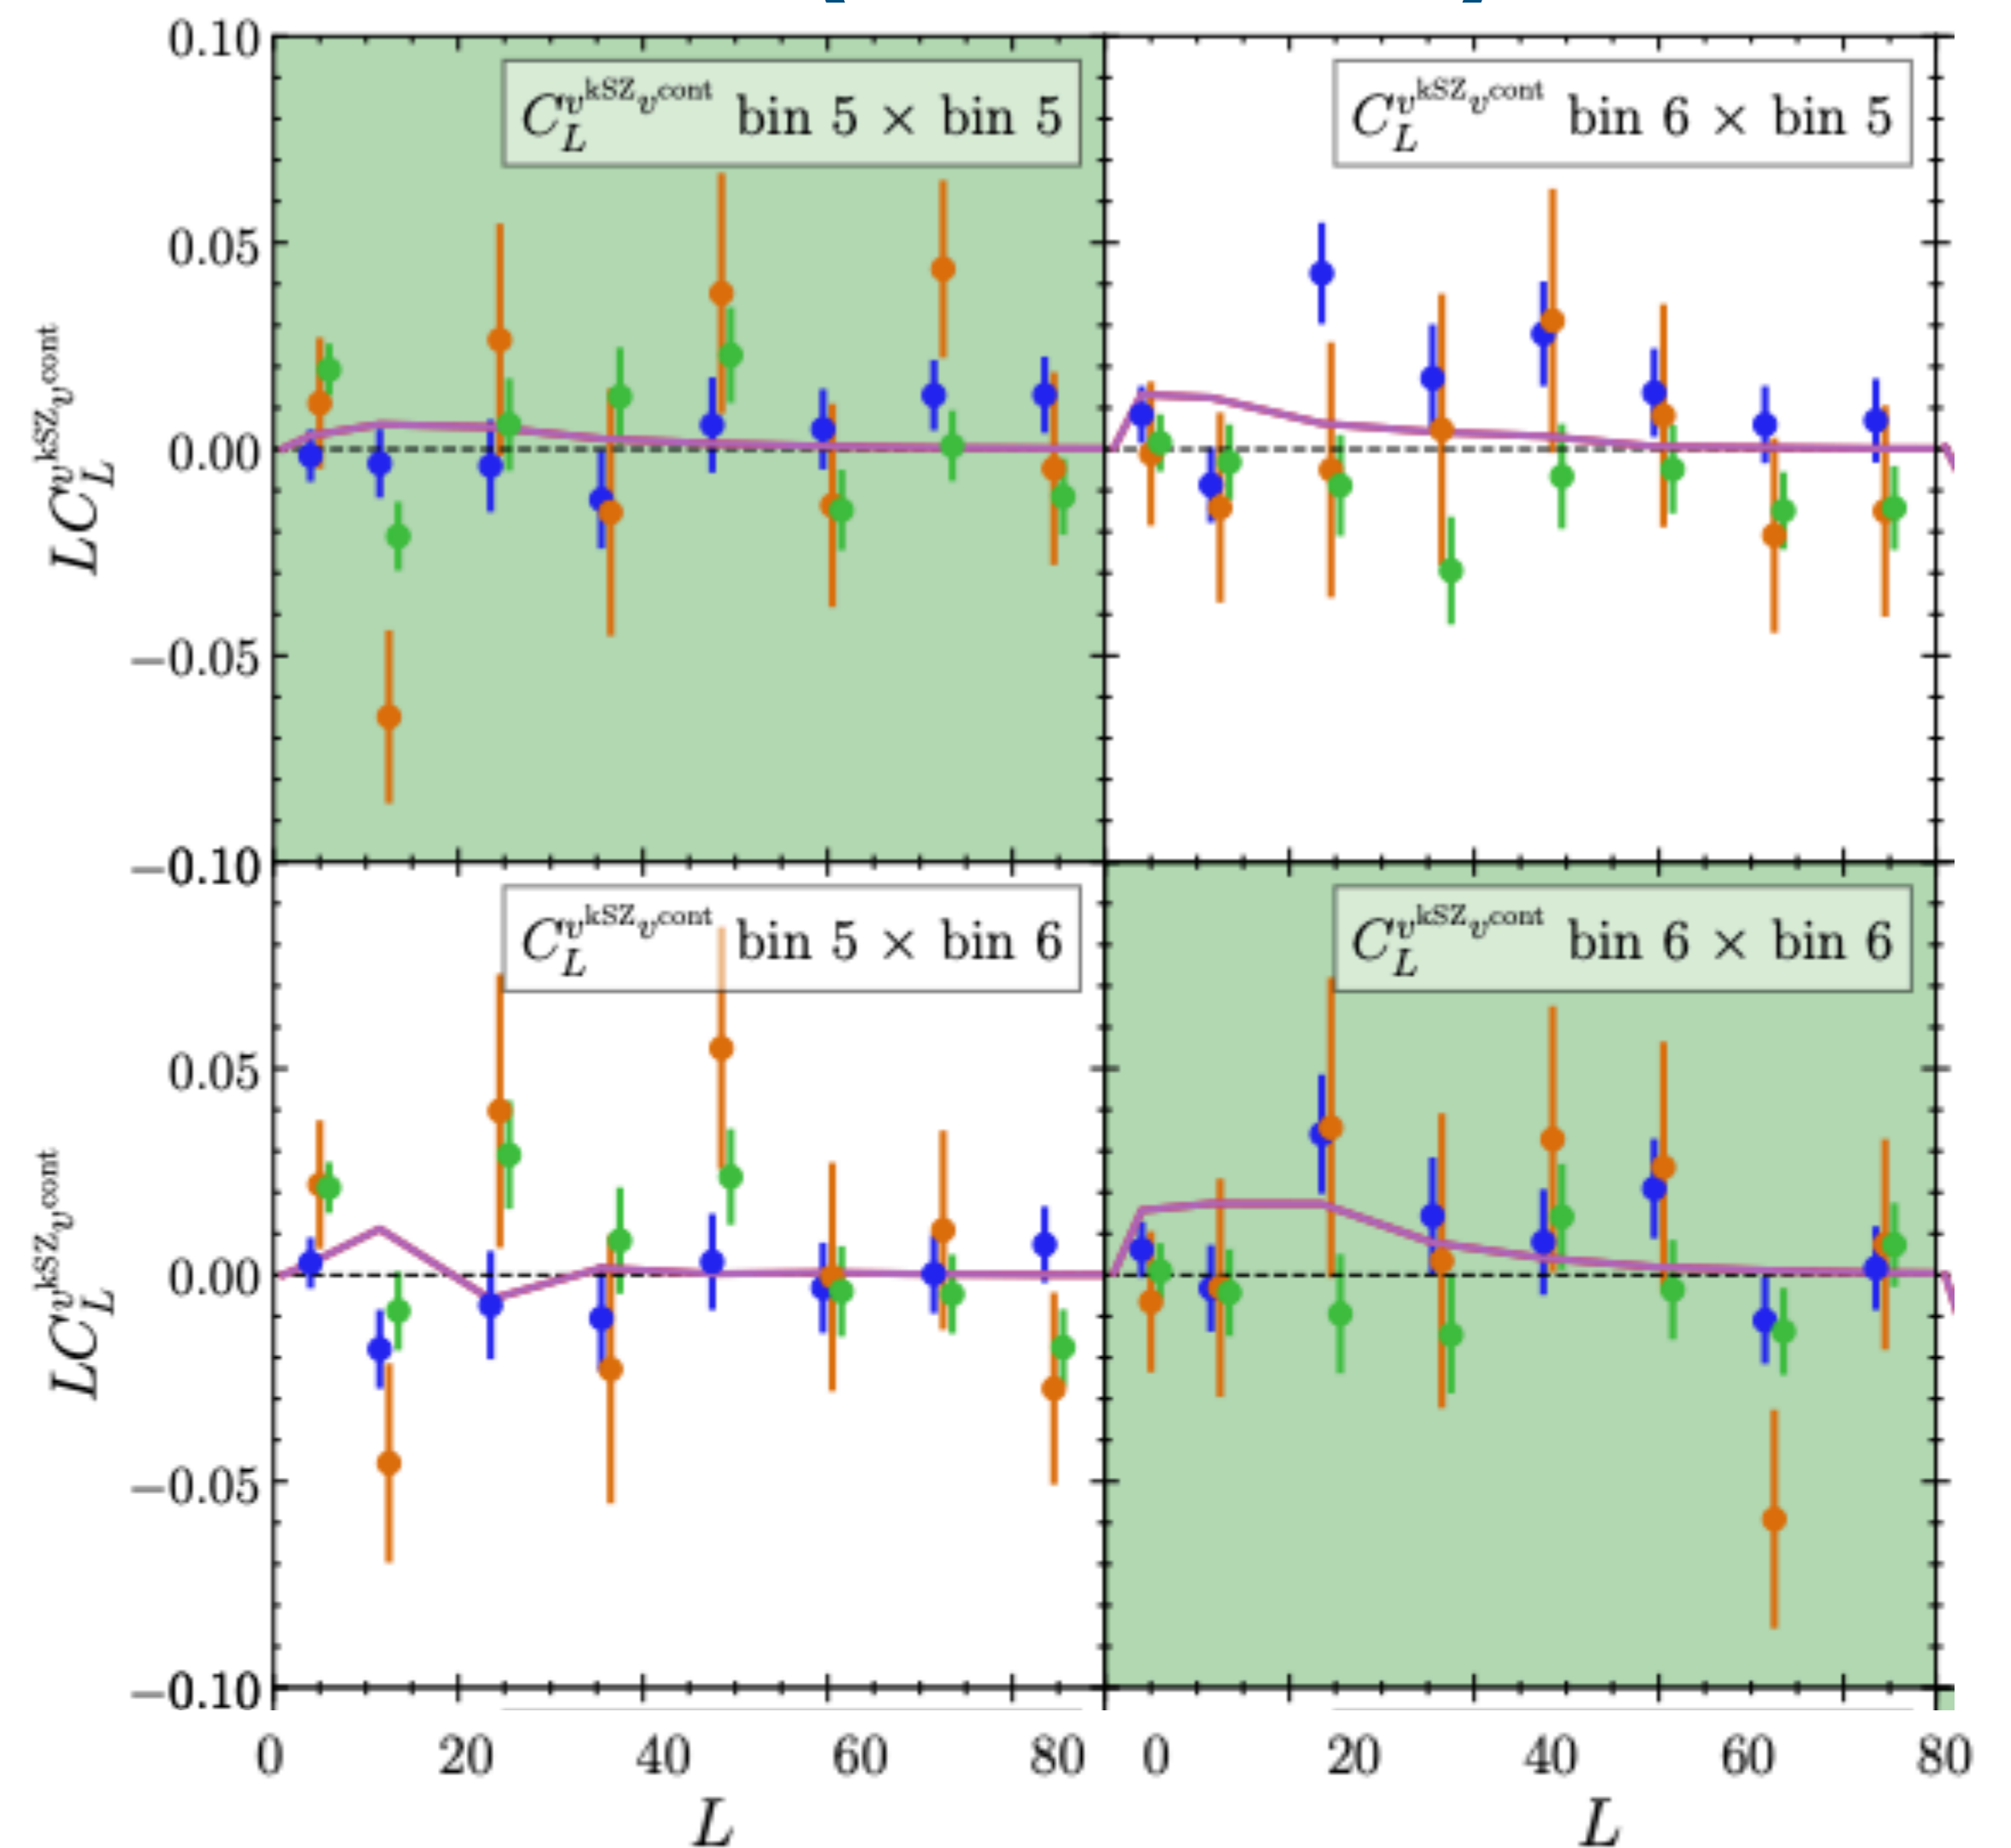 0.10
0.05
0.00
−0.05
−0.10
LC_L^{v^{kSZ}v^{cont}}
C_L^{v^{kSZ}v^{cont}} bin 5 × bin 5
C_L^{v^{kSZ}v^{cont}} bin 6 × bin 5
0.05
0.00
−0.05
−0.10
LC_L^{v^{kSZ}v^{cont}}
C_L^{v^{kSZ}v^{cont}} bin 5 × bin 6
C_L^{v^{kSZ}v^{cont}} bin 6 × bin 6
0 20 40 60 80 0 20 40 60 80
L L